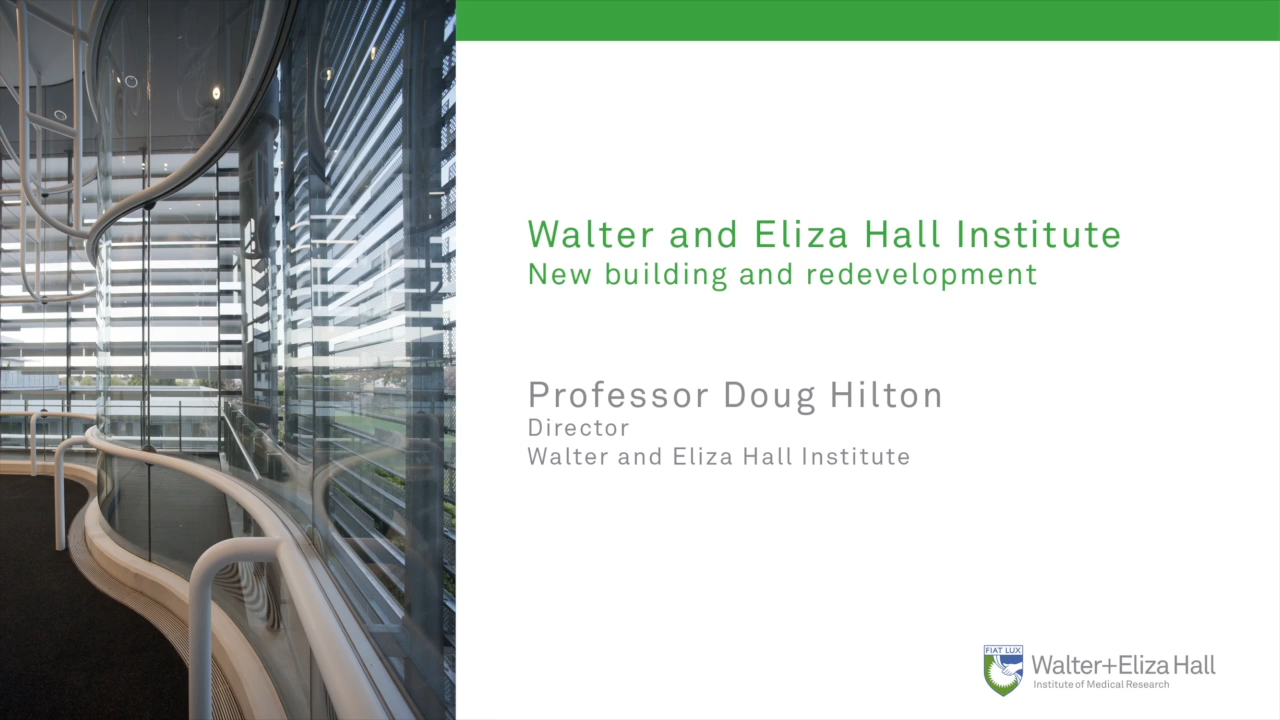 Walter and Eliza Hall Institute
New building and redevelopment
Professor Doug Hilton
Director
Walter and Eliza Hall Institute
FIAT LUX
Walter+Eliza Hall
Institute of Medical Research